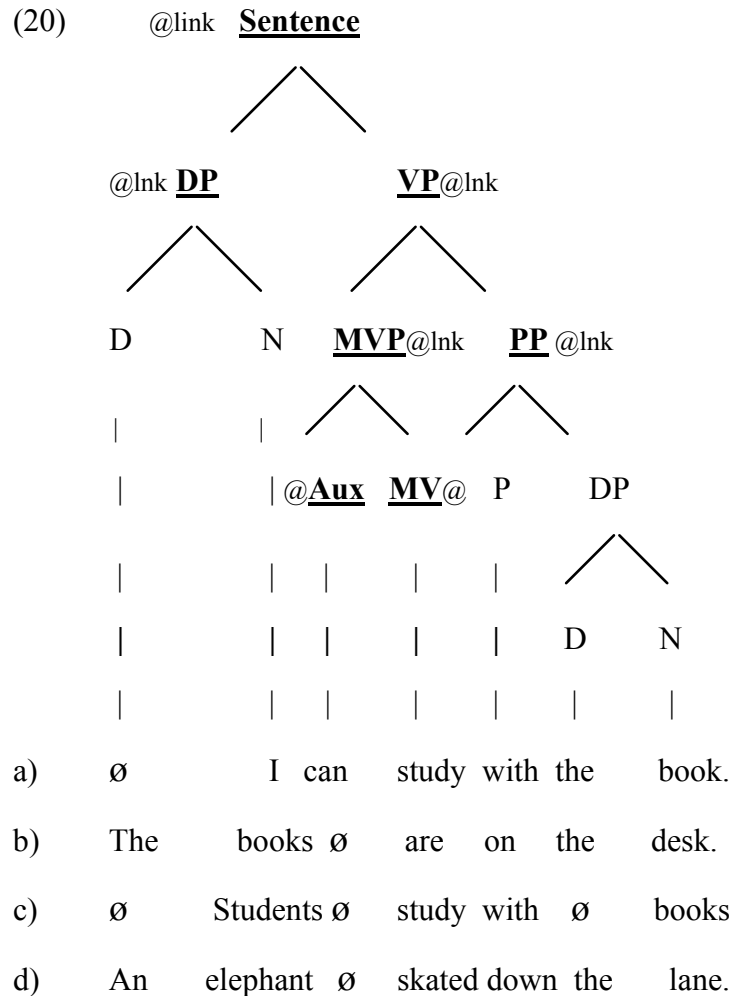 (20) @link Sentence
@lnk DP VP@lnk
D N MVP@lnk PP @lnk
| |
| | @Aux MV@ P DP
| | | | |
| | | | | D N
| | | | | | |
a) ø I can study with the book.
b) The books ø are on the desk.
c) ø Students ø study with ø books
d) An elephant ø skated down the lane.